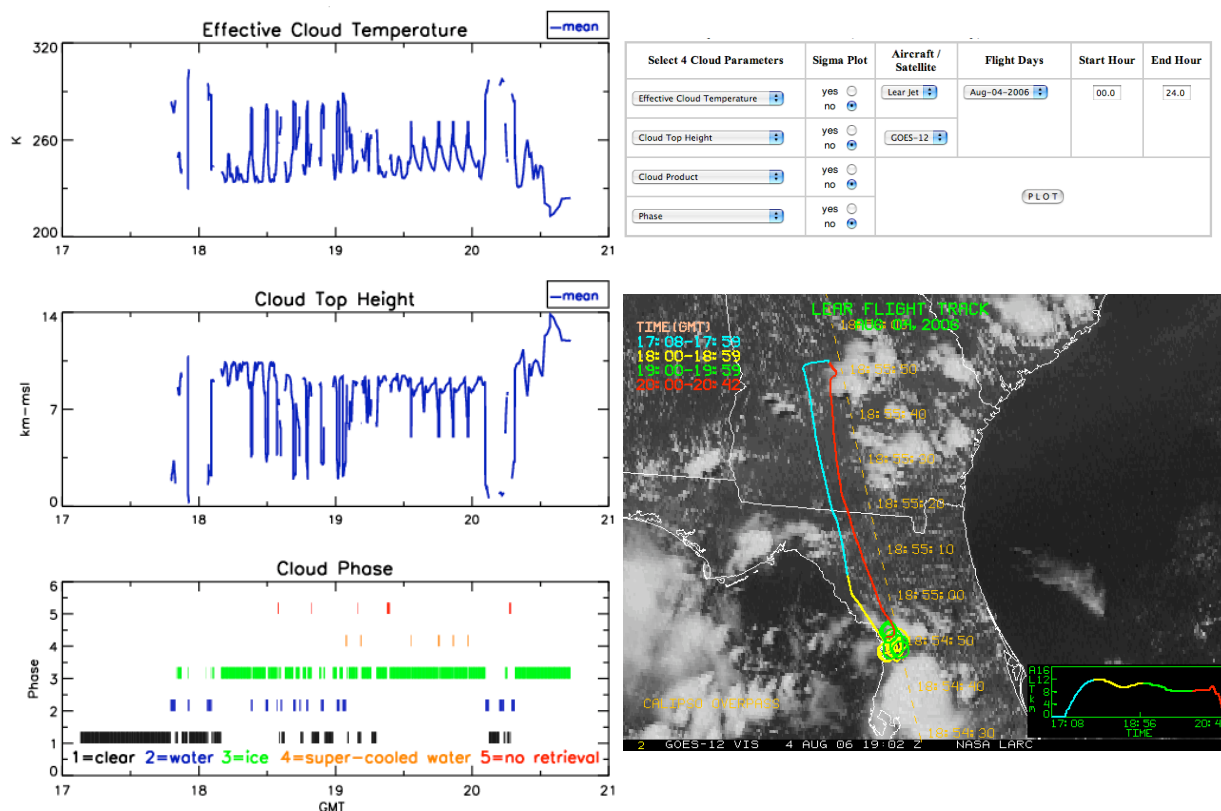 Effective Cloud Temperature
mean
320
260
200
K
17 18 19 20 21
Cloud Top Height
mean
14
7
0
km-msl
17 18 19 20 21
Cloud Phase
6
5
4
3
2
1
0
Phase
1=clear 2=water 3=ice 4=super-cooled water 5=no retrieval
17 18 19 20 21
GMT
Select 4 Cloud Parameters Sigma Plot Aircraft / Satellite Flight Days Start Hour End Hour
Effective Cloud Temperature yes no Lear Jet Aug-04-2006 00.0 24.0
Cloud Top Height yes no GOES-12
Cloud Product yes no
Phase yes no
PLOT
LEAR FLIGHT TRACK
AUG 04, 2006
TIME(GMT)
17:08-17:59
18:00-18:59
19:00-19:59
20:00-20:42
18:55:50
18:55:40
18:55:30
18:55:20
18:55:10
18:55:00
18:54:50
18:54:40
18:54:30
CALIPSO OVERPASS
A16
L12
T
8
k 4
m 0
17:08 18:56
TIME
2 GOES-12 VIS 4 AUG 06 19:02 Z NASA LARC